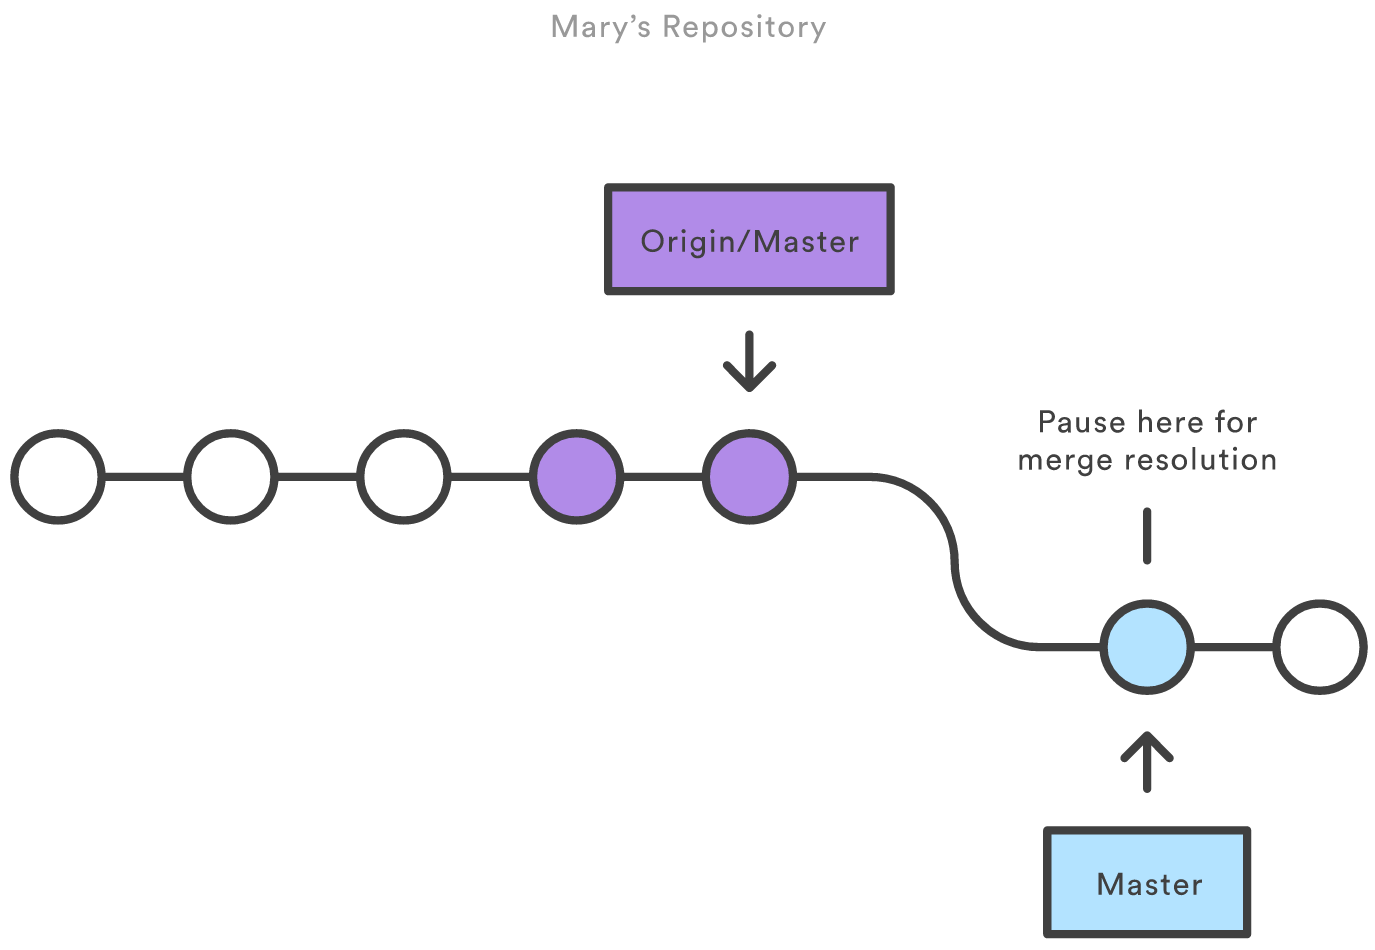 Mary’s Repository
Origin/Master
Pause here for
merge resolution
Master